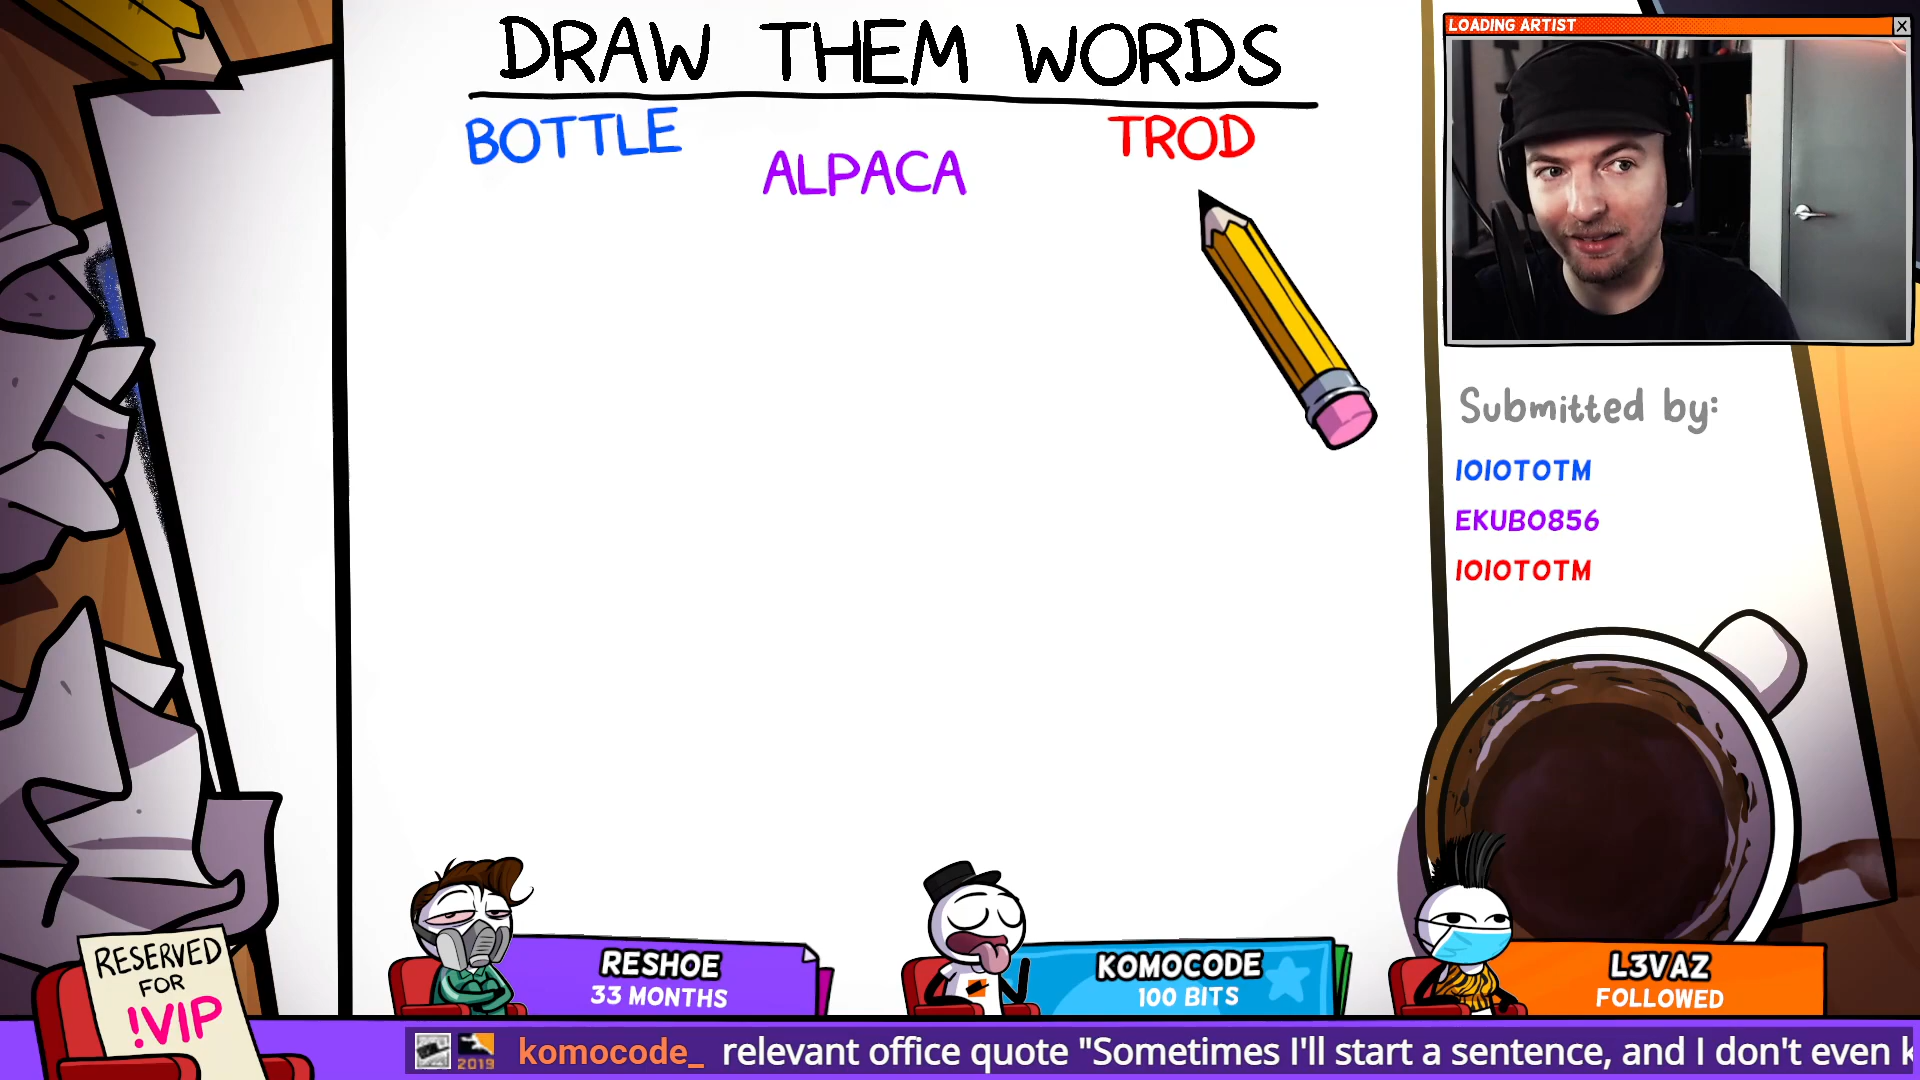 DRAW THEM WORDS
BOTTLE
ALPACA
TROD
LOADING ARTIST
Submitted by:
IOIOTOTM
EKUBO856
IOIOTOTM
RESERVED
FOR
!VIP
RESHOE
33 MONTHS
KOMOCODE
100 BITS
L3VAZ
FOLLOWED
2019
komocode_ relevant office quote "Sometimes I'll start a sentence, and I don't even k